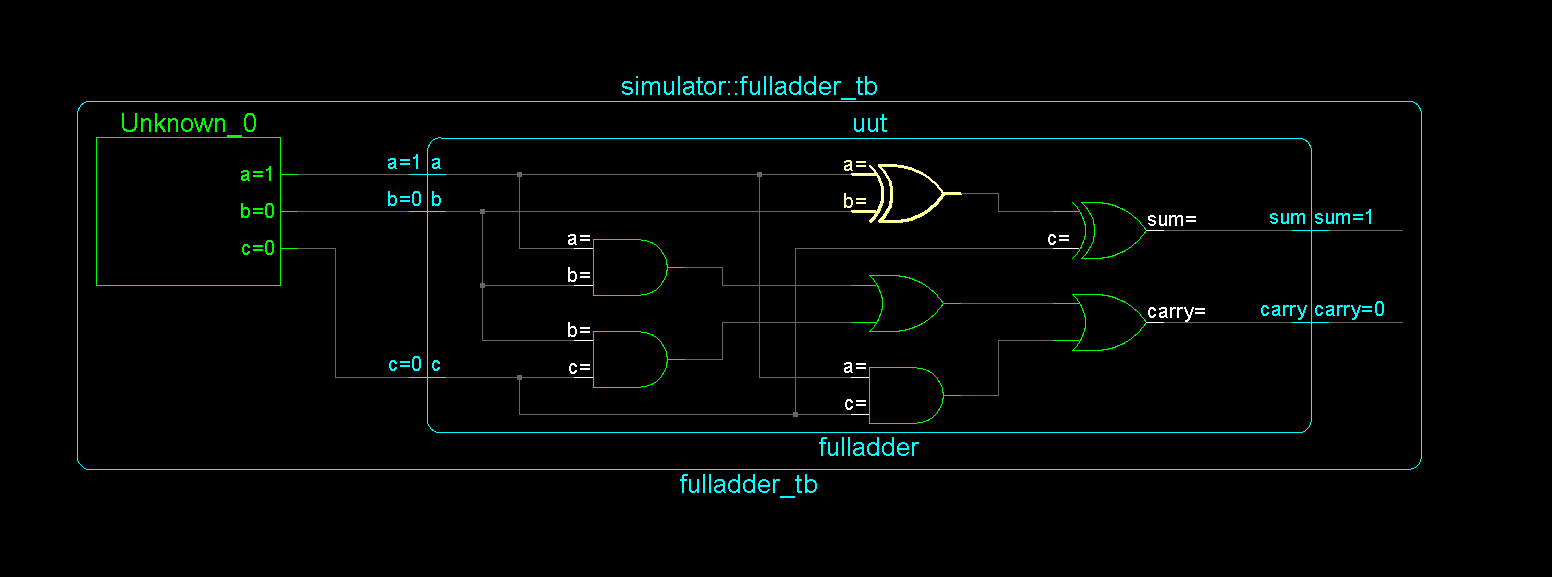 simulator::fulladder_tb
Unknown_0
uut
a=1
a=1 a
a=
b=0
b=0 b
b=
c=0
sum=
sum sum=1
a=
c=
b=
carry=
carry carry=0
b=
c=0 c
c=
a=
c=
fulladder
fulladder_tb